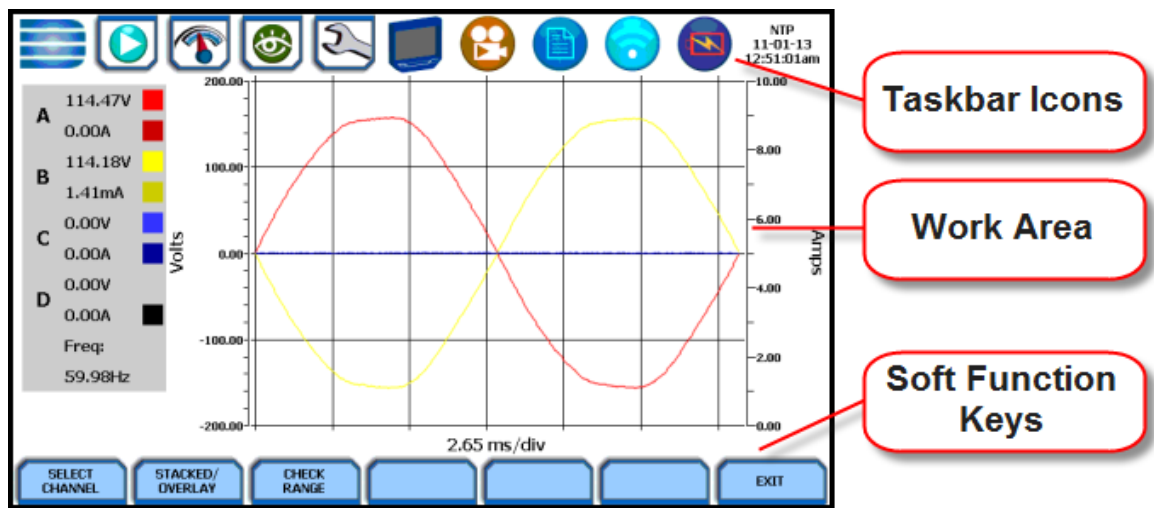 NTP
11-01-13
12:51:01am
Taskbar Icons
A
114.47V
0.00A
B
114.18V
1.41mA
C
0.00V
0.00A
D
0.00V
0.00A
Freq:
59.98Hz
Volts
200.00
100.00
0.00
-100.00
-200.00
10.00
8.00
6.00
4.00
2.00
0.00
Amps
2.65 ms/div
Work Area
Soft Function
Keys
SELECT
CHANNEL
STACKED/
OVERLAY
CHECK
RANGE
EXIT